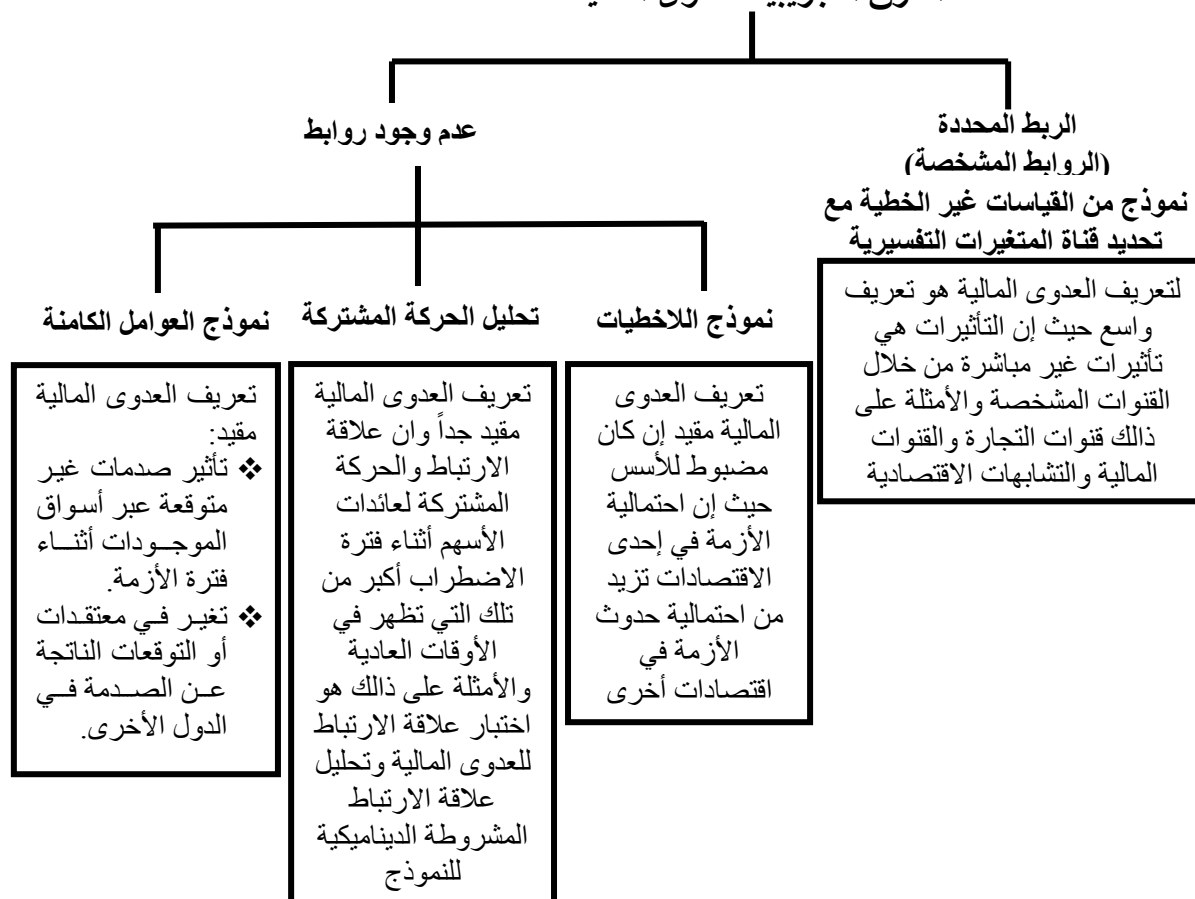 الربط المحددة
(الروابط المشخصة)
نموذج من القياسات غير الخطية مع
تحديد قناة المتغيرات التفسيرية
لتعريف العدوى المالية هو تعريف
واسع حيث إن التأثيرات هي
تأثيرات غير مباشرة من خلال
القنوات المشخصة والأمثلة على
ذالك قنوات التجارة والقنوات
المالية والتشابهات الاقتصادية
عدم وجود روابط
نموذج اللاخطيات
تعريف العدوى
المالية مقيد إن كان
مضبوط للأسس
حيث إن احتمالية
الأزمة في إحدى
الاقتصادات تزيد
من احتمالية حدوث
الأزمة في
اقتصادات أخرى
تحليل الحركة المشتركة
تعريف العدوى المالية
مقيد جداً وان علاقة
الارتباط والحركة
المشتركة لعائدات
الأسهم أثناء فترة
الاضطراب أكبر من
تلك التي تظهر في
الأوقات العادية
والأمثلة على ذالك هو
اختبار علاقة الارتباط
للعدوى المالية وتحليل
علاقة الارتباط
المشروطة الديناميكية
للنموذج
نموذج العوامل الكامنة
تعريف العدوى المالية
مقيد:
❖ تأثير صدمات غير
متوقعة عبر أسواق
الموجودات أثناء
فترة الأزمة.
❖ تغير في معتقدات
أو التوقعات الناتجة
عن الصدمة في
الدول الأخرى.